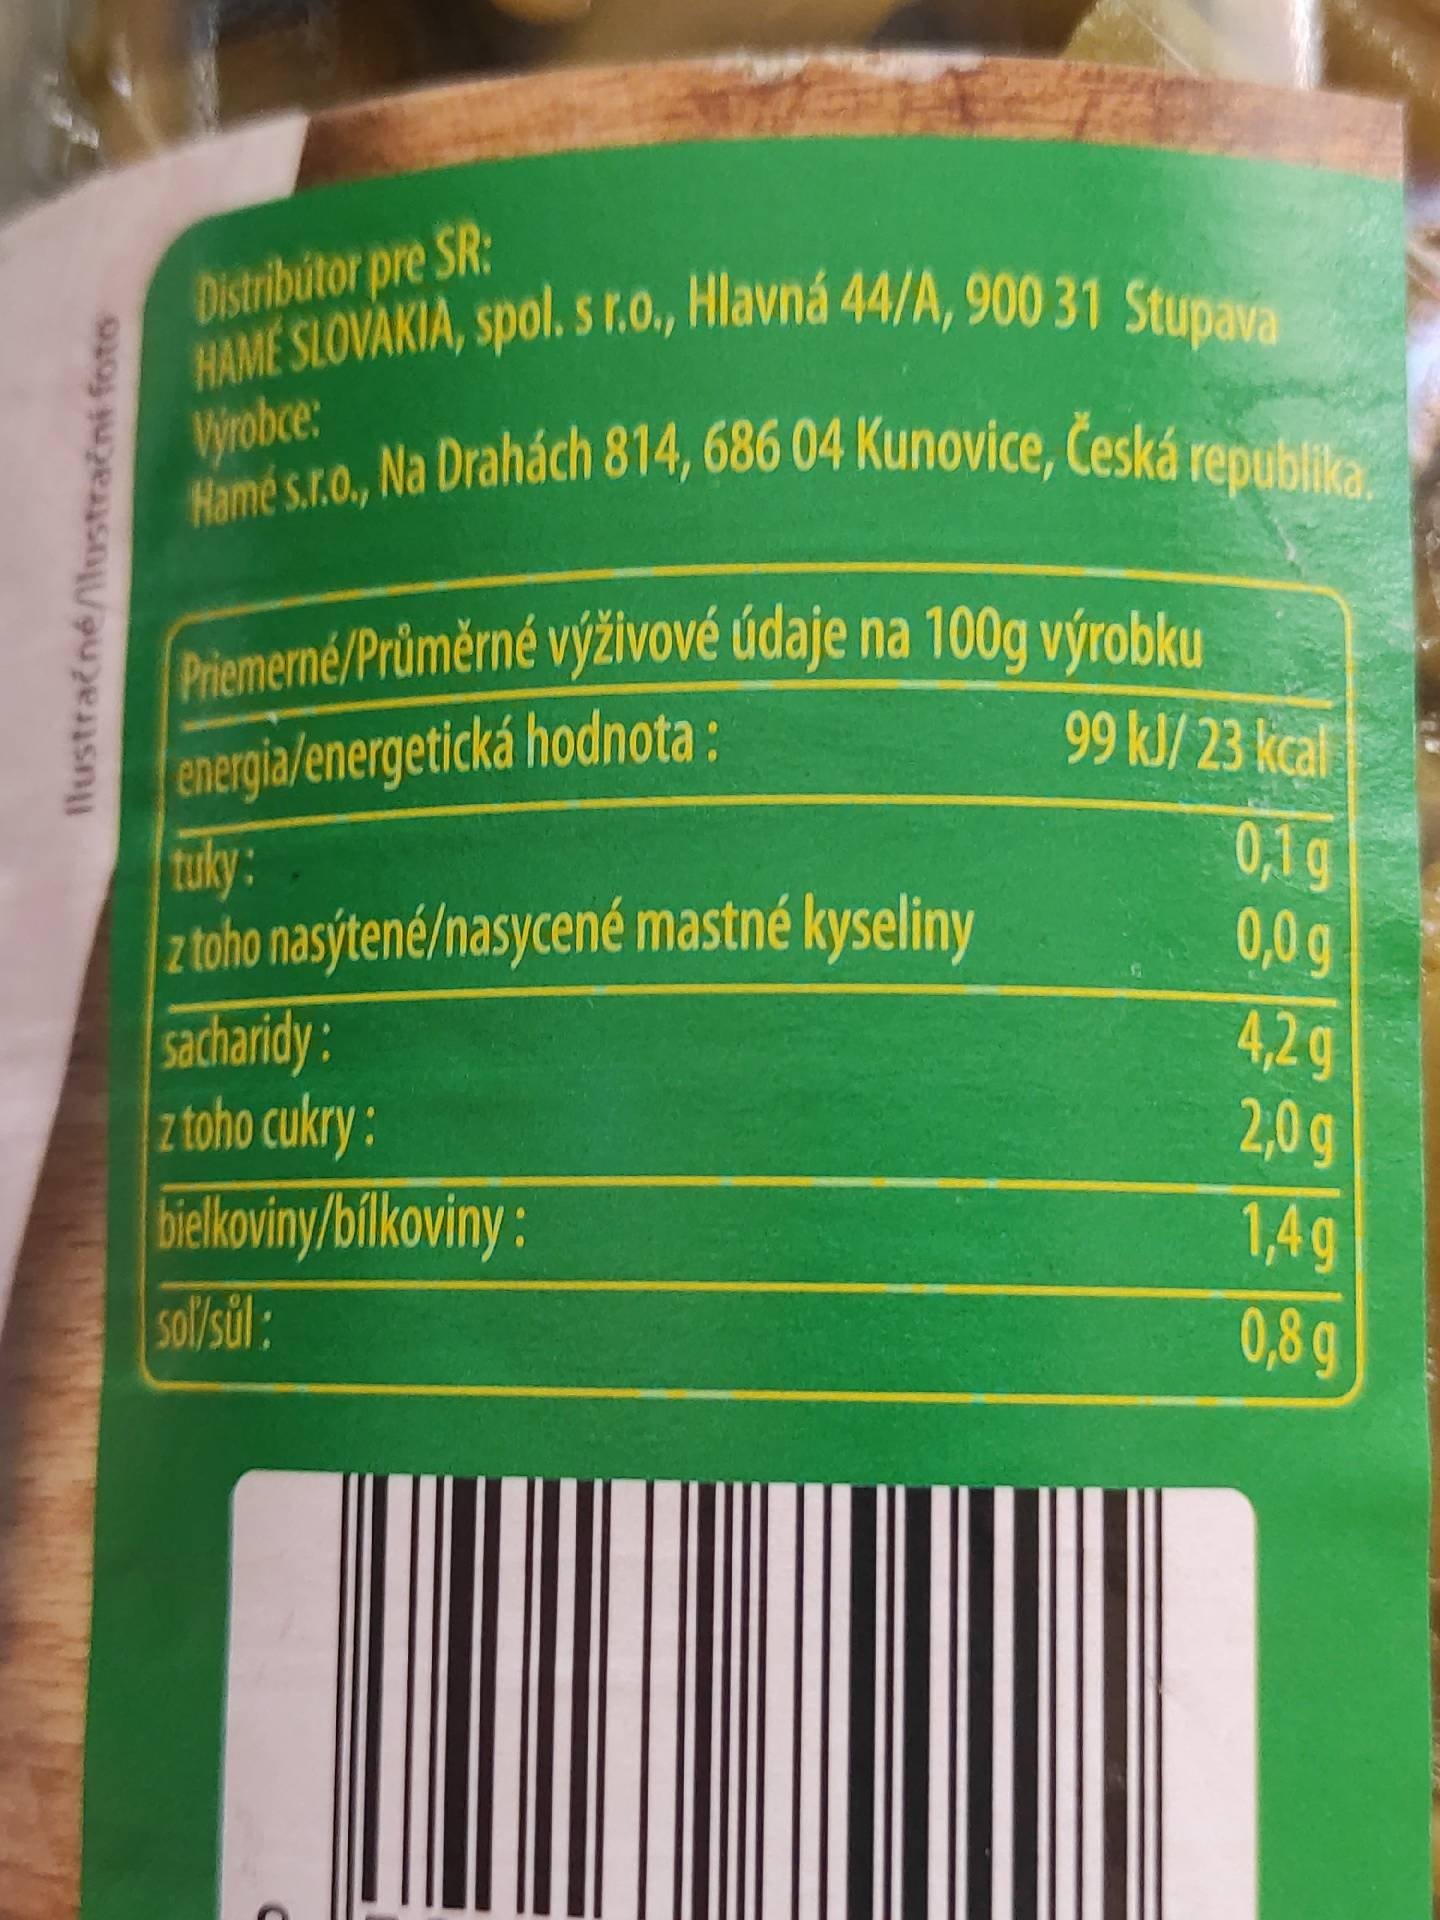 Ilustračné/Ilustrační foto
Distribútor pre SR:
HAMÉ SLOVAKIA, spol. s r.o., Hlavná 44/A, 900 31 Stupava
Výrobce:
Hamé s.r.o., Na Drahách 814, 686 04 Kunovice, Česká republika.
Priemerné/Průměrné výživové údaje na 100g výrobku
energia/energetická hodnota : 99 kJ/ 23 kcal
tuky : 0,1 g
z toho nasýtené/nasycené mastné kyseliny 0,0 g
sacharidy : 4,2 g
z toho cukry : 2,0 g
bielkoviny/bílkoviny : 1,4 g
soľ/sůl : 0,8 g